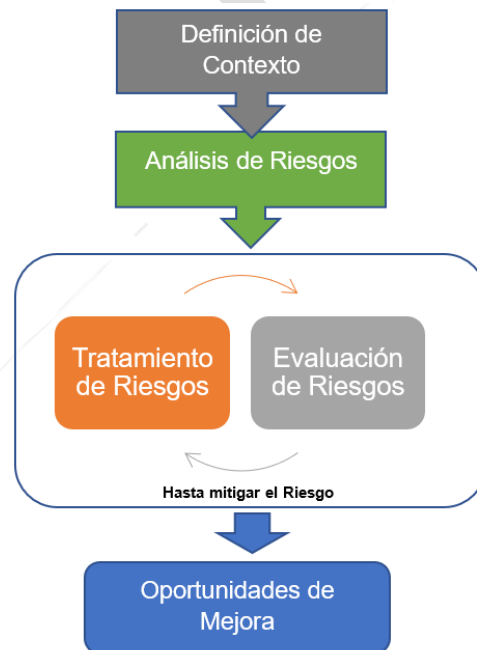 Definición de
Contexto
Análisis de Riesgos
Tratamiento
de Riesgos
Evaluación
de Riesgos
Hasta mitigar el Riesgo
Oportunidades de
Mejora